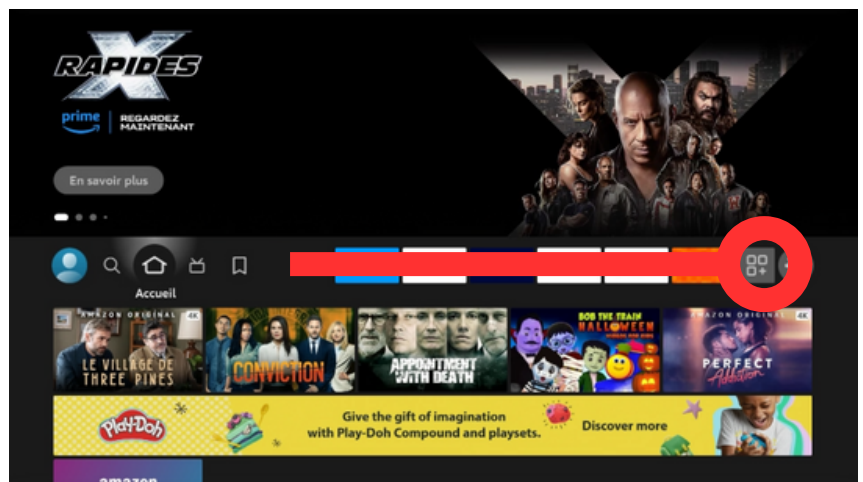 RAPIDES
prime
REGARDEZ
MAINTENANT
En savoir plus
Accueil
AMAZON ORIGINAL 4K
LE VILLAGE DE
THREE PINES
CONVICTION
APPOINTMENT
WITH DEATH
BOB THE TRAIN
HALLOWEEN
AMAZON ORIGINAL 4K
PERFECT
Addiction
Play-Doh
Give the gift of imagination
with Play-Doh Compound and playsets.
Discover more
amazon